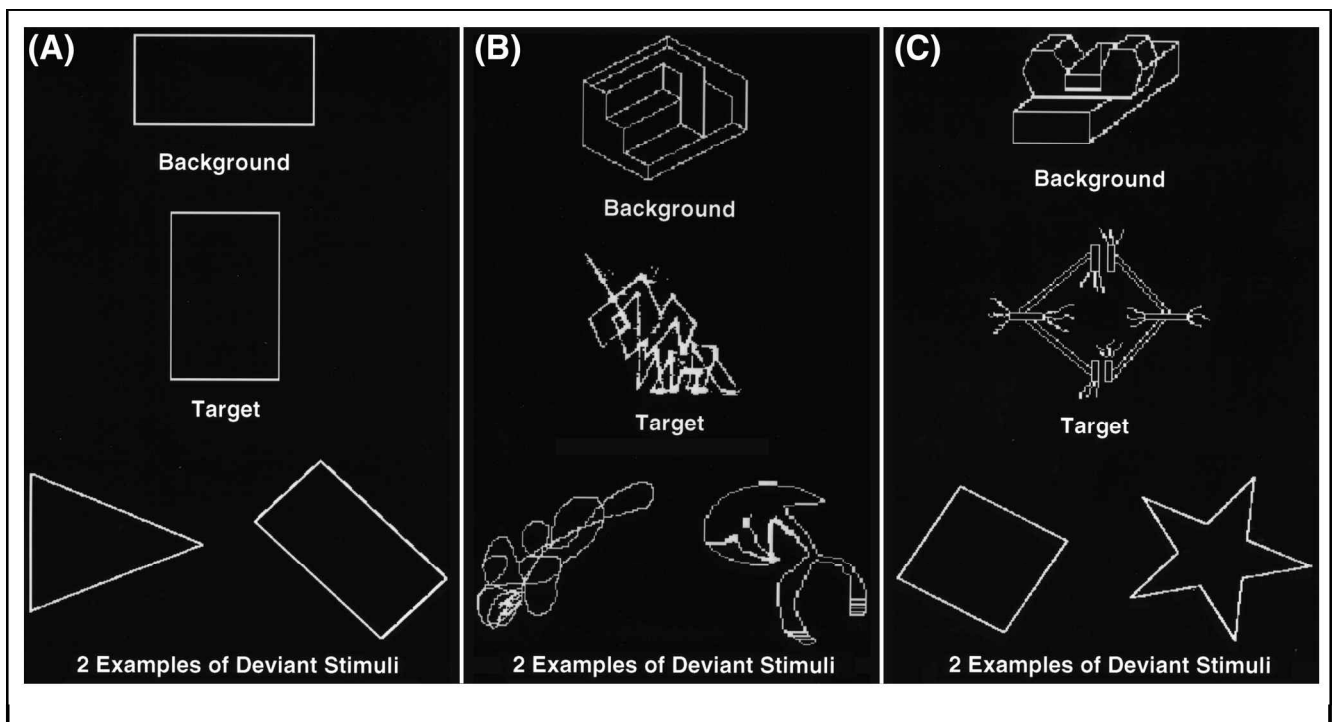 (A)
Background
Target
2 Examples of Deviant Stimuli
(B)
Background
Target
2 Examples of Deviant Stimuli
(C)
Background
Target
2 Examples of Deviant Stimuli